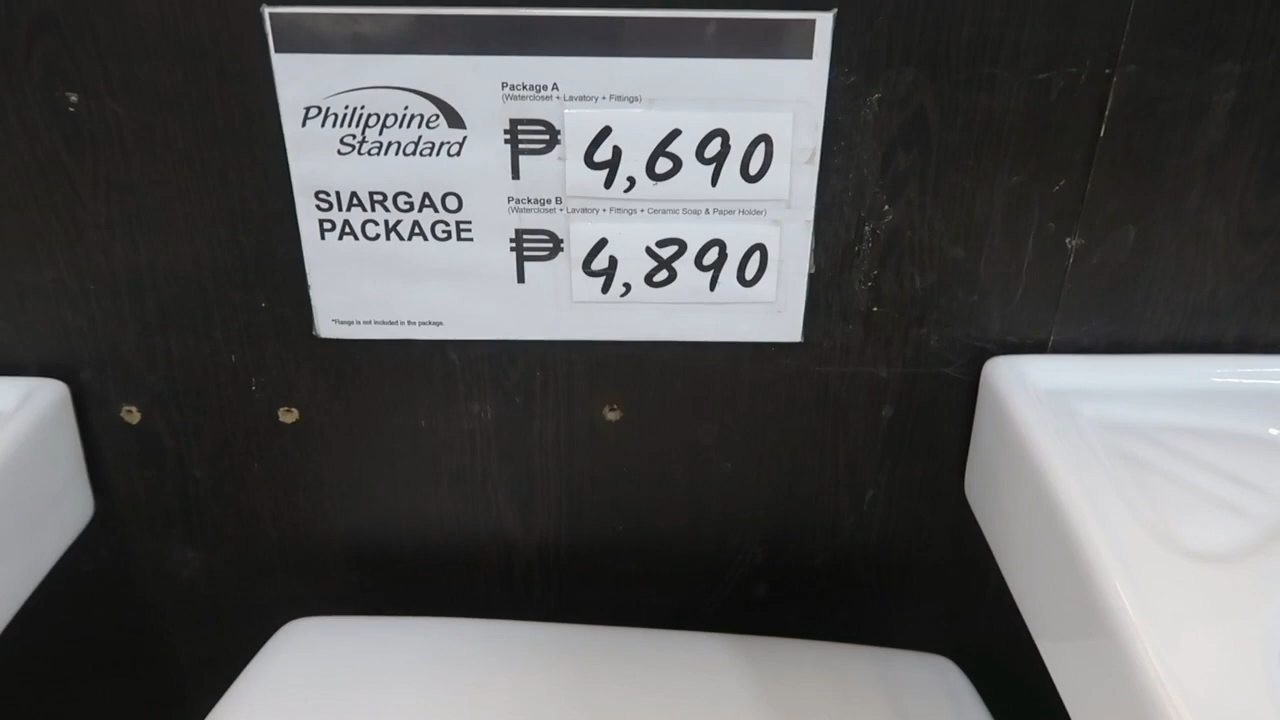 Philippine
Standard
SIARGAO
PACKAGE
Package A
(Watercloset + Lavatory + Fittings)
₱ 4,690
Package B
(Watercloset + Lavatory + Fittings + Ceramic Soap & Paper Holder)
₱ 4,890
*Flange is not included in the package.